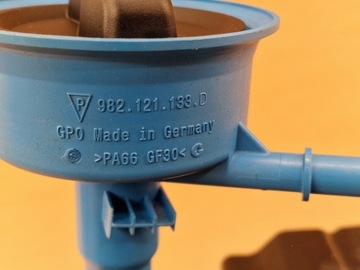 P 982.121.139.D
GPO Made in Germany
>PA66 GF30< G